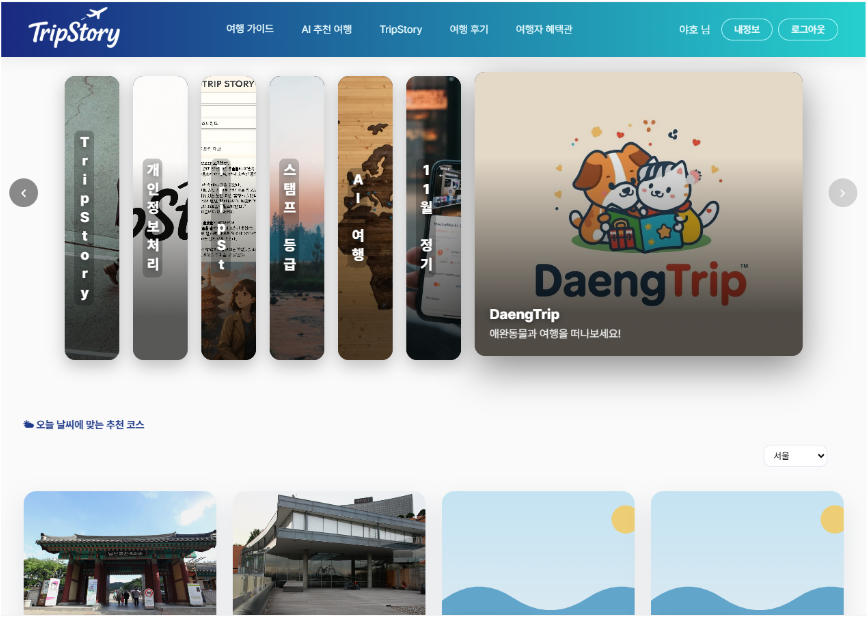 TripStory
여행 가이드
AI 추천 여행
TripStory
여행 후기
여행자 혜택관
야호 님
내정보
로그아웃
TripStory
개인정보처리
TRIP STORY
스탬프 등급
AI 여행
11월 정기
DaengTrip™
DaengTrip
애완동물과 여행을 떠나보세요!
오늘 날씨에 맞는 추천 코스
서울